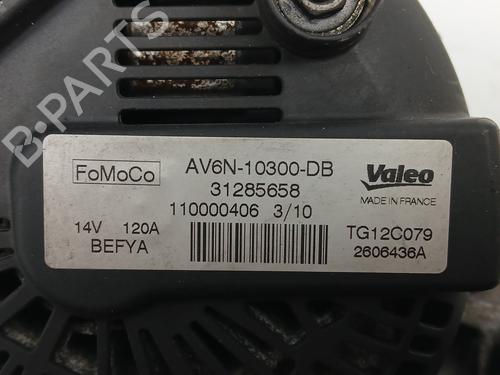 B-PARTS
FoMoCo
AV6N-10300-DB
31285658
110000406 3/10
14V 120A
BEFYA
Valeo
MADE IN FRANCE
TG12C079
2606436A